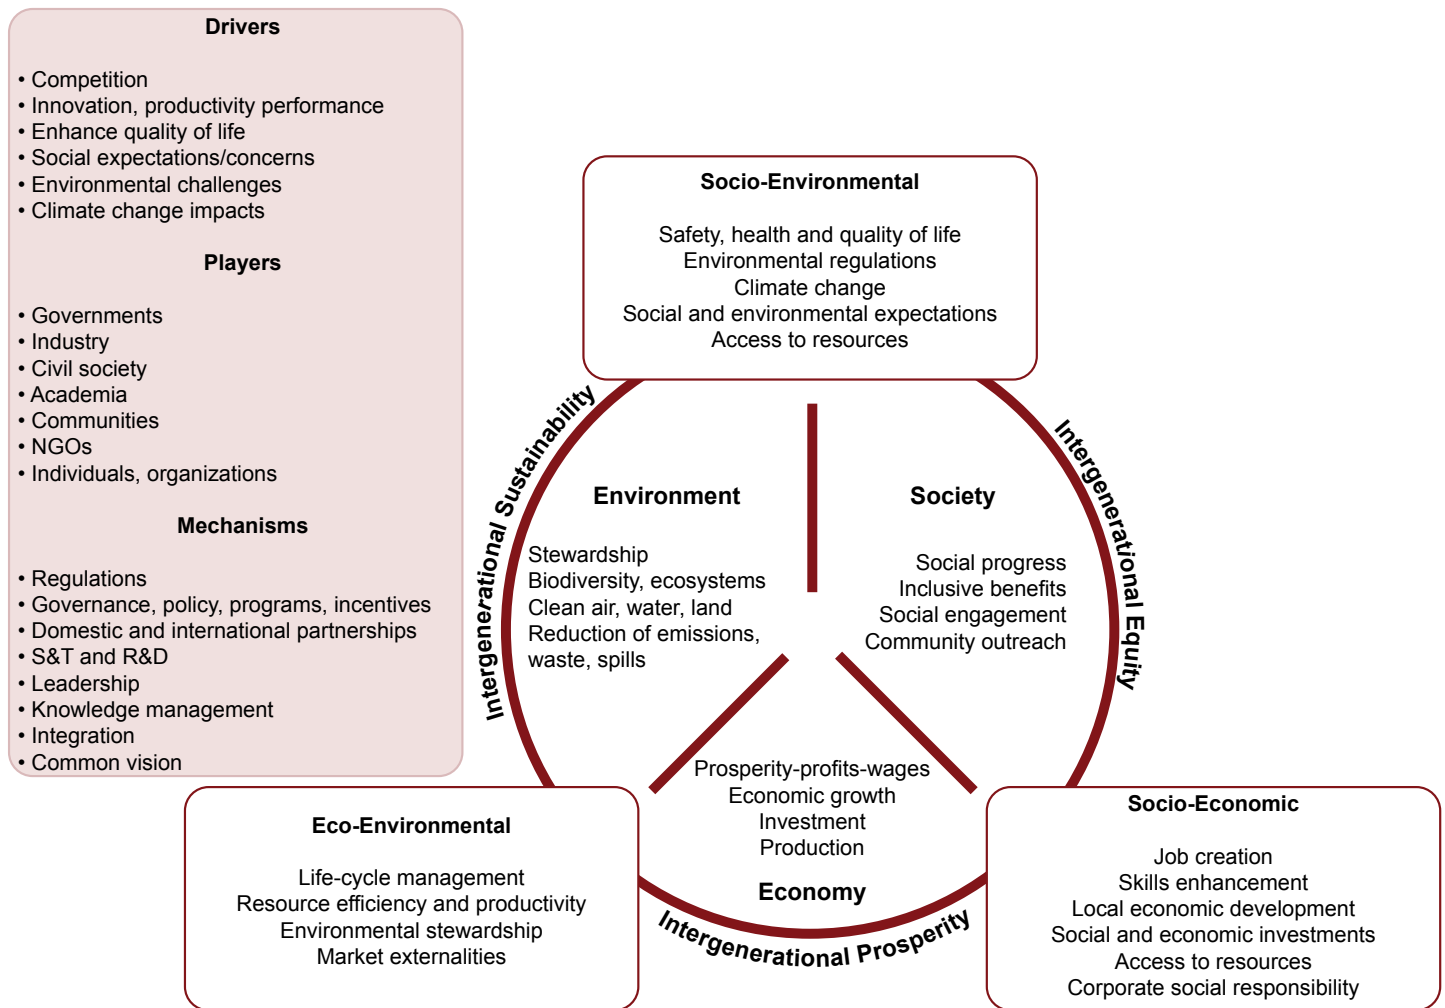 Drivers
• Competition
• Innovation, productivity performance
• Enhance quality of life
• Social expectations/concerns
• Environmental challenges
• Climate change impacts
Players
• Governments
• Industry
• Civil society
• Academia
• Communities
• NGOs
• Individuals, organizations
Mechanisms
• Regulations
• Governance, policy, programs, incentives
• Domestic and international partnerships
• S&T and R&D
• Leadership
• Knowledge management
• Integration
• Common vision
Socio-Environmental
Safety, health and quality of life
Environmental regulations
Climate change
Social and environmental expectations
Access to resources
Intergenerational Sustainability
Intergenerational Equity
Environment
Stewardship
Biodiversity, ecosystems
Clean air, water, land
Reduction of emissions,
waste, spills
Society
Social progress
Inclusive benefits
Social engagement
Community outreach
Prosperity-profits-wages
Economic growth
Investment
Production
Economy
Intergenerational Prosperity
Eco-Environmental
Life-cycle management
Resource efficiency and productivity
Environmental stewardship
Market externalities
Socio-Economic
Job creation
Skills enhancement
Local economic development
Social and economic investments
Access to resources
Corporate social responsibility